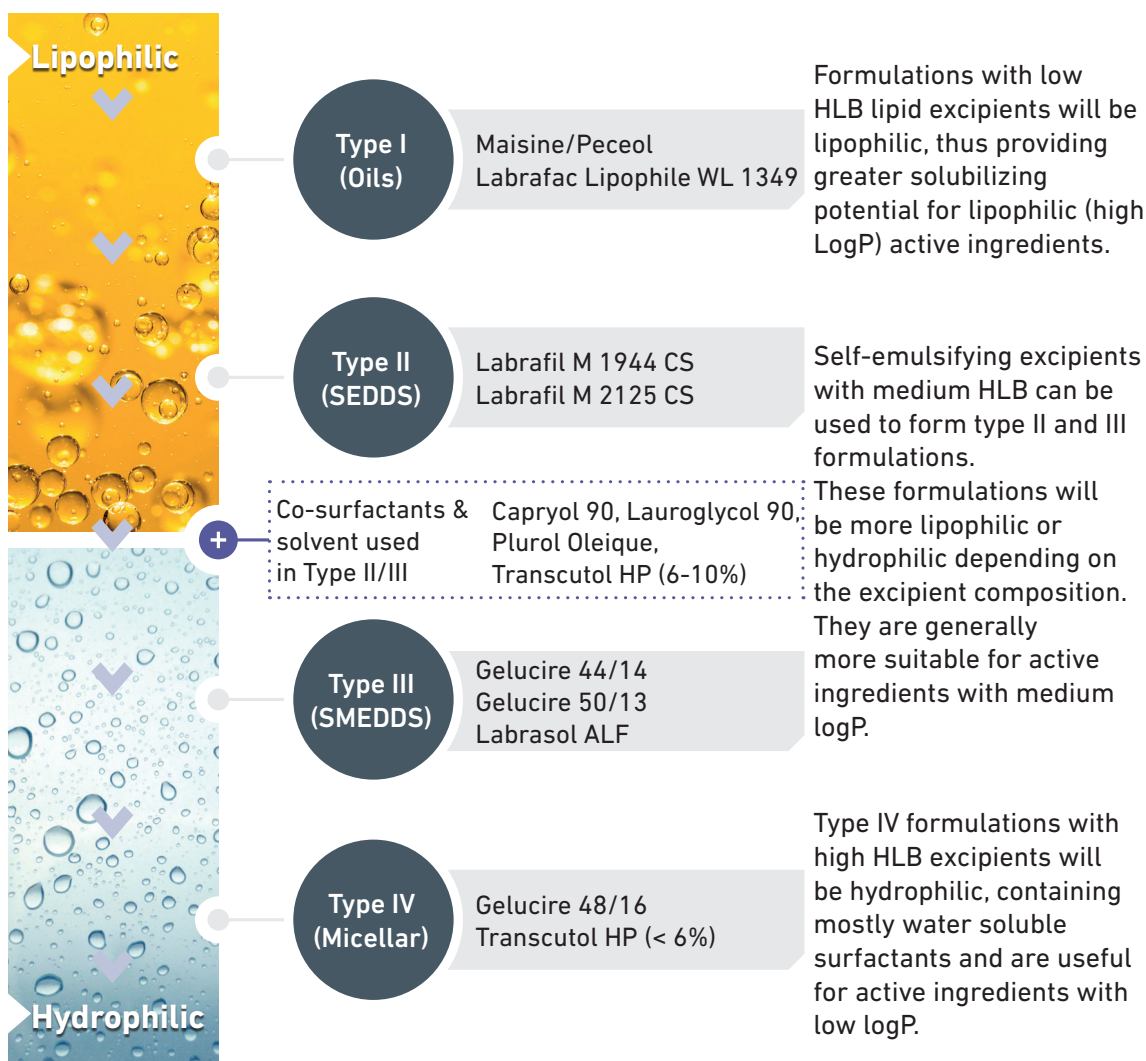 Lipophilic
Type I
(Oils)
Maisine/Peceol
Labrafac Lipophile WL 1349
Formulations with low
HLB lipid excipients will be
lipophilic, thus providing
greater solubilizing
potential for lipophilic (high
LogP) active ingredients.
Type II
(SEDDS)
Labrafil M 1944 CS
Labrafil M 2125 CS
Self-emulsifying excipients
with medium HLB can be
used to form type II and III
formulations.
These formulations will
be more lipophilic or
hydrophilic depending on
the excipient composition.
They are generally
more suitable for active
ingredients with medium
logP.
+
Co-surfactants &
solvent used
in Type II/III
Capryol 90, Lauroglycol 90,
Plurol Oleique,
Transcutol HP (6-10%)
Type III
(SMEDDS)
Gelucire 44/14
Gelucire 50/13
Labrasol ALF
Type IV
(Micellar)
Gelucire 48/16
Transcutol HP (< 6%)
Type IV formulations with
high HLB excipients will
be hydrophilic, containing
mostly water soluble
surfactants and are useful
for active ingredients with
low logP.
Hydrophilic